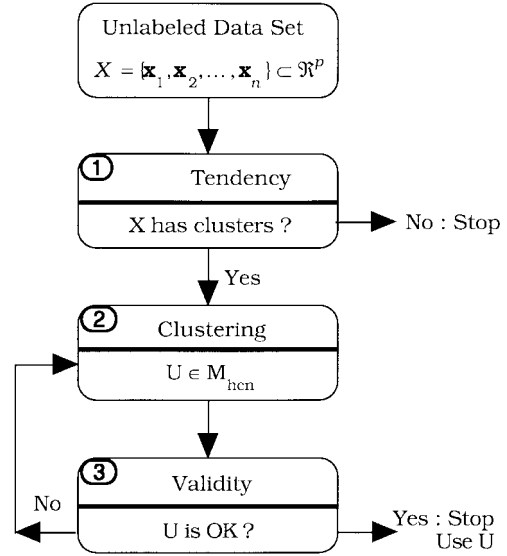 Unlabeled Data Set
X = {x₁, x₂, ..., xₙ} ⊂ ℜᵖ
1
Tendency
X has clusters ?
No : Stop
Yes
2
Clustering
U ∈ M_hcn
3
Validity
No
U is OK ?
Yes : Stop
Use U